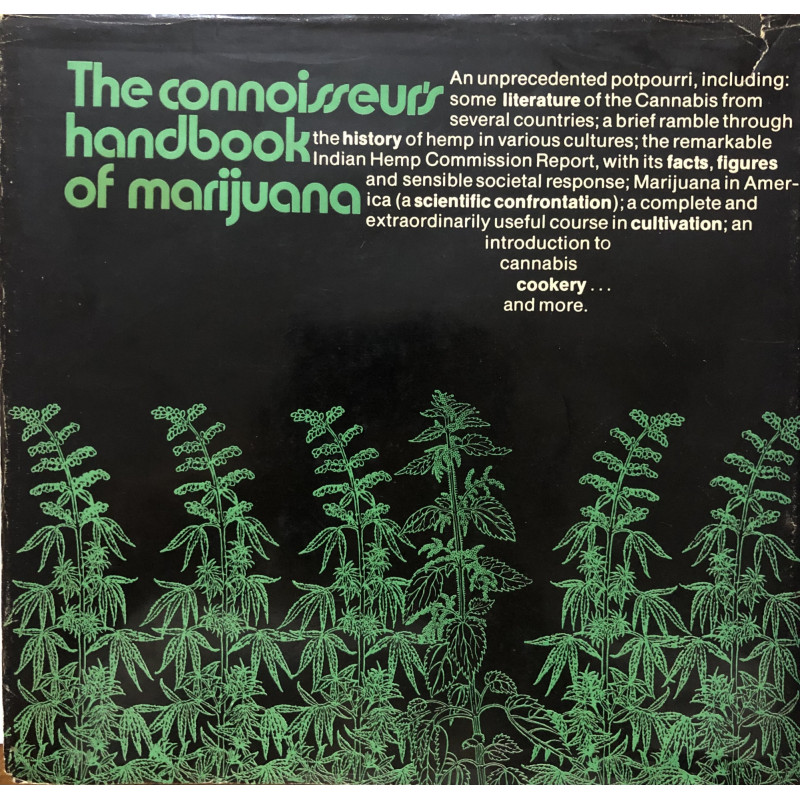 The connoisseur's
handbook
of marijuana
An unprecedented potpourri, including:
some literature of the Cannabis from
several countries; a brief ramble through
the history of hemp in various cultures; the remarkable
Indian Hemp Commission Report, with its facts, figures
and sensible societal response; Marijuana in Amer-
ica (a scientific confrontation); a complete and
extraordinarily useful course in cultivation; an
introduction to
cannabis
cookery...
and more.